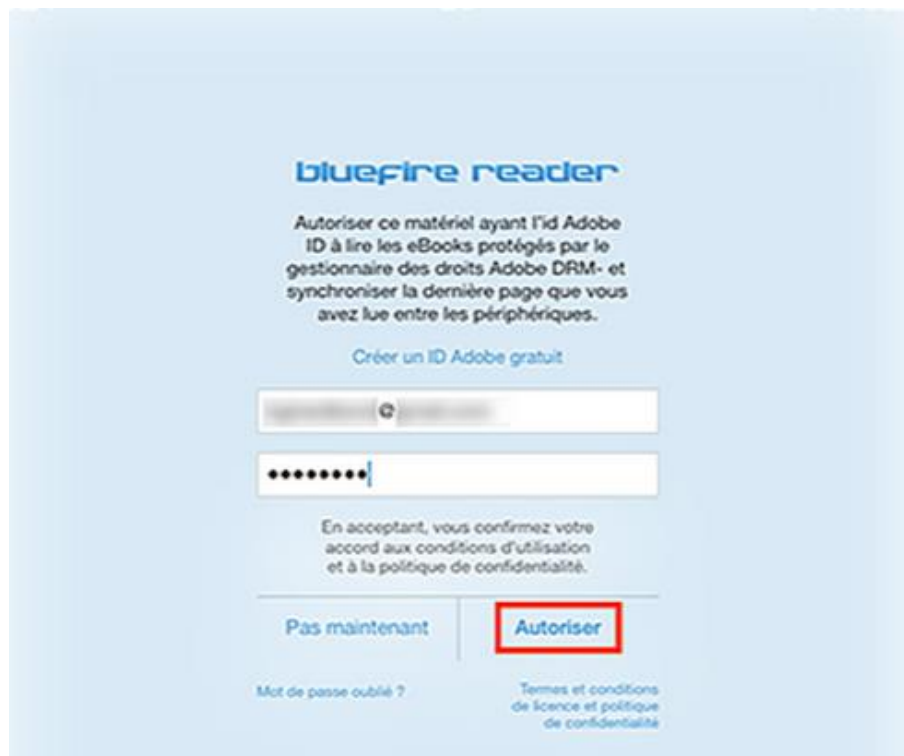 bluefire reader
Autoriser ce matériel ayant l'id Adobe
ID à lire les eBooks protégés par le
gestionnaire des droits Adobe DRM- et
synchroniser la dernière page que vous
avez lue entre les périphériques.
Créer un ID Adobe gratuit
@
••••••••
En acceptant, vous confirmez votre
accord aux conditions d'utilisation
et à la politique de confidentialité.
Pas maintenant
Autoriser
Mot de passe oublié ?
Termes et conditions
de licence et politique
de confidentialité